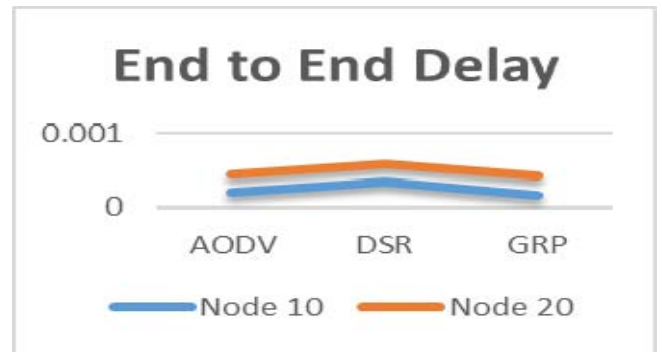 End to End Delay
0.001
0
AODV DSR GRP
Node 10 Node 20